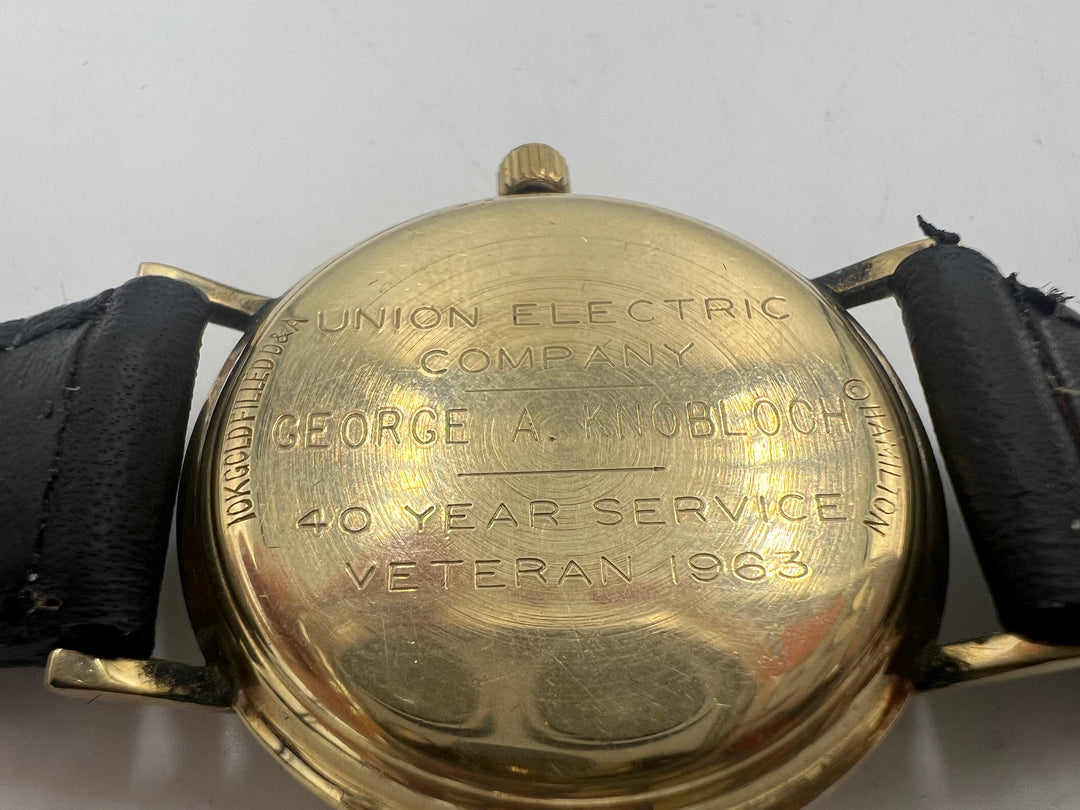 UNION ELECTRIC
COMPANY
GEORGE A. KNOBLOCH
40 YEAR SERVICE
VETERAN 1963
10K GOLD FILLED D&A
© HAMILTON